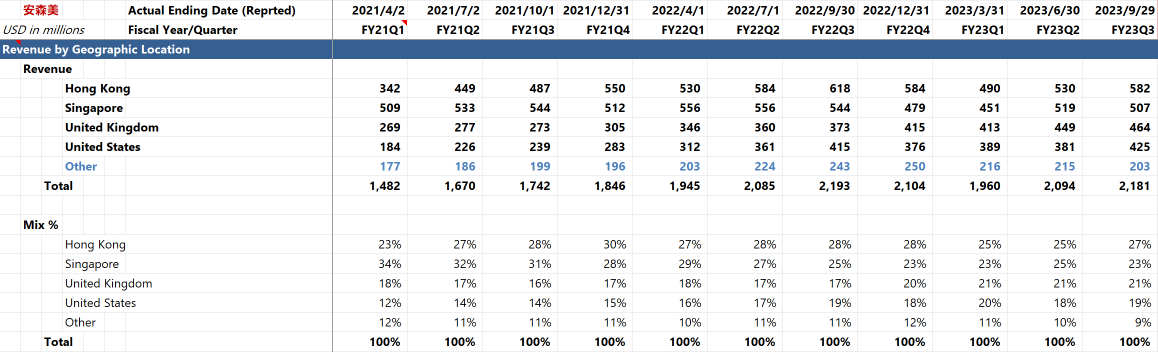 安森美 Actual Ending Date (Reprted) 2021/4/2 2021/7/2 2021/10/1 2021/12/31 2022/4/1 2022/7/1 2022/9/30 2022/12/31 2023/3/31 2023/6/30 2023/9/29
USD in millions Fiscal Year/Quarter FY21Q1 FY21Q2 FY21Q3 FY21Q4 FY22Q1 FY22Q2 FY22Q3 FY22Q4 FY23Q1 FY23Q2 FY23Q3
Revenue by Geographic Location
Revenue
Hong Kong 342 449 487 550 530 584 618 584 490 530 582
Singapore 509 533 544 512 556 556 544 479 451 519 507
United Kingdom 269 277 273 305 346 360 373 415 413 449 464
United States 184 226 239 283 312 361 415 376 389 381 425
Other 177 186 199 196 203 224 243 250 216 215 203
Total 1,482 1,670 1,742 1,846 1,945 2,085 2,193 2,104 1,960 2,094 2,181
Mix %
Hong Kong 23% 27% 28% 30% 27% 28% 28% 28% 25% 25% 27%
Singapore 34% 32% 31% 28% 29% 27% 25% 23% 23% 25% 23%
United Kingdom 18% 17% 16% 17% 18% 17% 17% 20% 21% 21% 21%
United States 12% 14% 14% 15% 16% 17% 19% 18% 20% 18% 19%
Other 12% 11% 11% 11% 10% 11% 11% 12% 11% 10% 9%
Total 100% 100% 100% 100% 100% 100% 100% 100% 100% 100% 100%